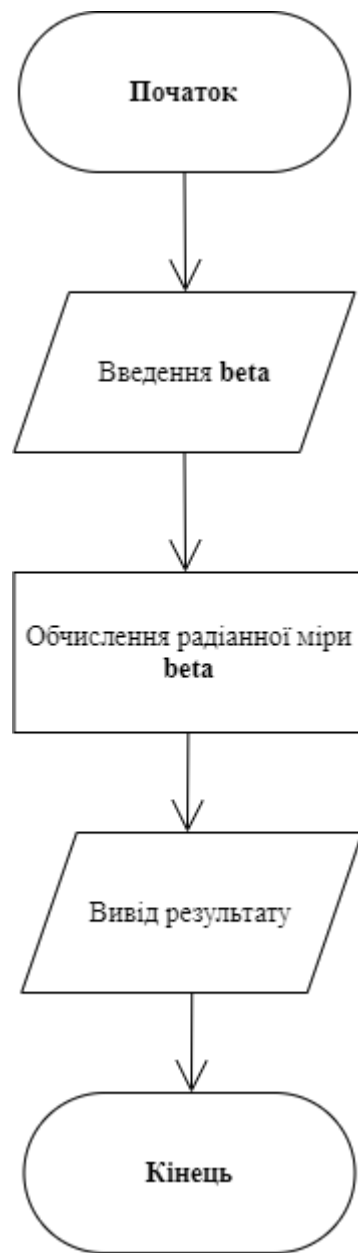 Початок
Введення beta
Обчислення радіанної міри
beta
Вивід результату
Кінець